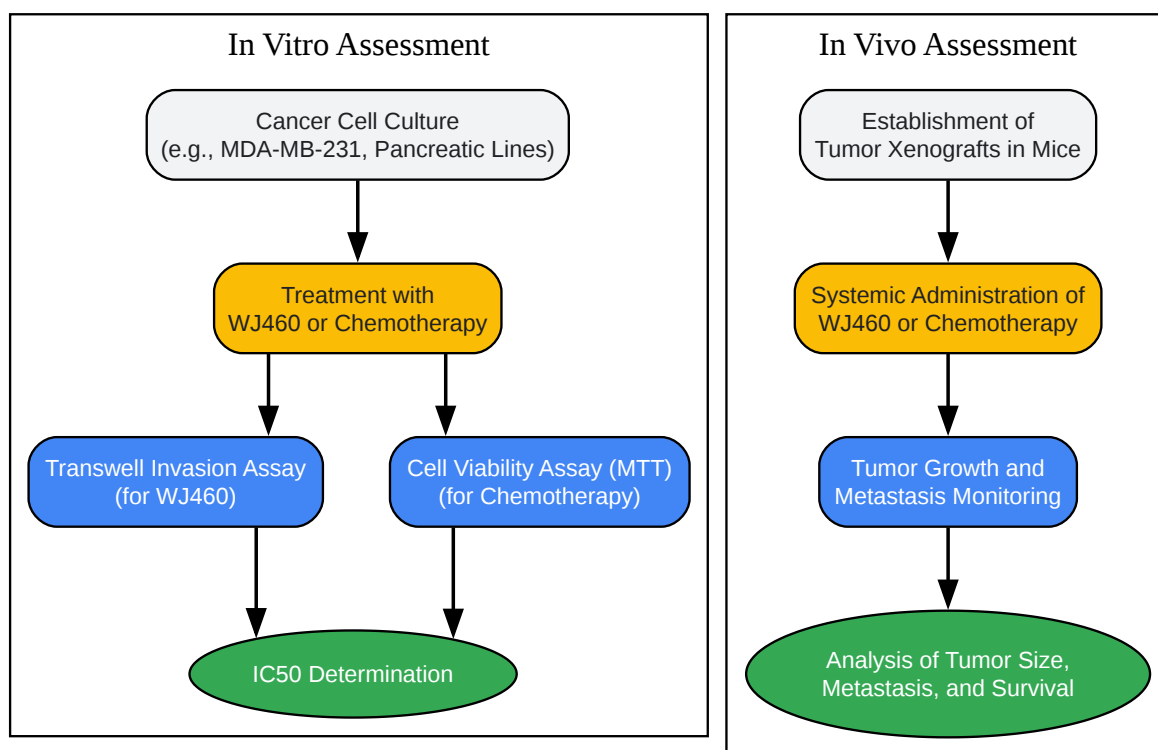 In Vitro Assessment
Cancer Cell Culture
(e.g., MDA-MB-231, Pancreatic Lines)
Treatment with
WJ460 or Chemotherapy
Transwell Invasion Assay
(for WJ460)
Cell Viability Assay (MTT)
(for Chemotherapy)
IC50 Determination
In Vivo Assessment
Establishment of
Tumor Xenografts in Mice
Systemic Administration of
WJ460 or Chemotherapy
Tumor Growth and
Metastasis Monitoring
Analysis of Tumor Size,
Metastasis, and Survival